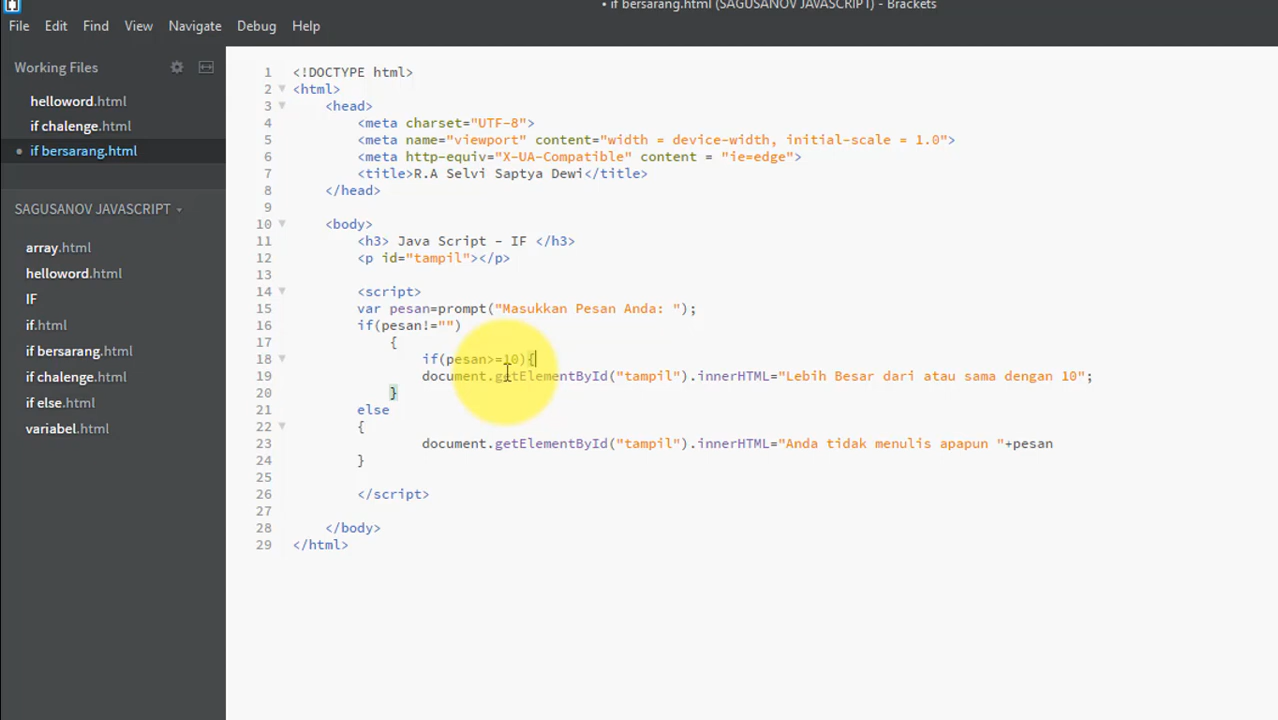 • if bersarang.html (SAGUSANOV JAVASCRIPT) - Brackets
File Edit Find View Navigate Debug Help
Working Files
helloword.html
if chalenge.html
• if bersarang.html
SAGUSANOV JAVASCRIPT
array.html
helloword.html
IF
if.html
if bersarang.html
if chalenge.html
if else.html
variabel.html
1 <!DOCTYPE html>
2 <html>
3 <head>
4 <meta charset="UTF-8">
5 <meta name="viewport" content="width = device-width, initial-scale = 1.0">
6 <meta http-equiv="X-UA-Compatible" content = "ie=edge">
7 <title>R.A Selvi Saptya Dewi</title>
8 </head>
9
10 <body>
11 <h3> Java Script - IF </h3>
12 <p id="tampil"></p>
13
14 <script>
15 var pesan=prompt("Masukkan Pesan Anda: ");
16 if(pesan!="")
17 {
18 if(pesan>=10){
19 document.getElementById("tampil").innerHTML="Lebih Besar dari atau sama dengan 10";
20 }
21 else
22 {
23 document.getElementById("tampil").innerHTML="Anda tidak menulis apapun "+pesan
24 }
25
26 </script>
27
28 </body>
29 </html>